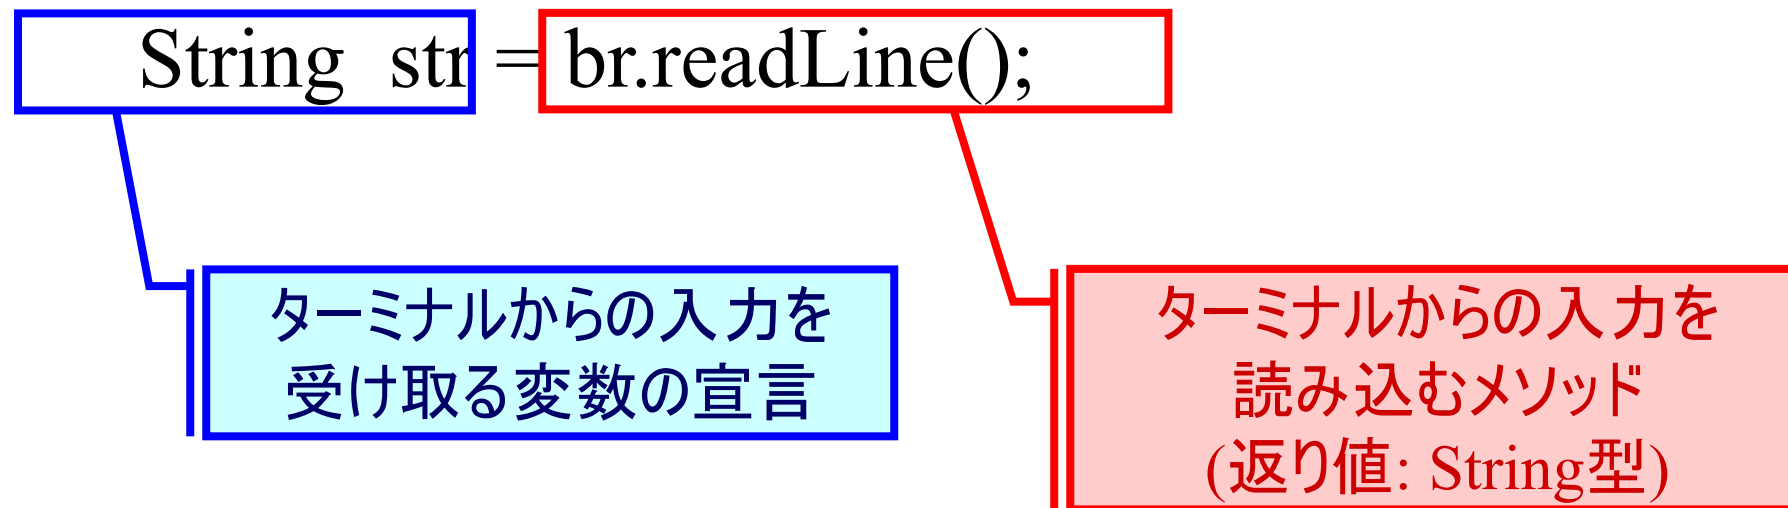 String str = br.readLine();
ターミナルからの入力を
受け取る変数の宣言
ターミナルからの入力を
読み込むメソッド
(返り値: String型)